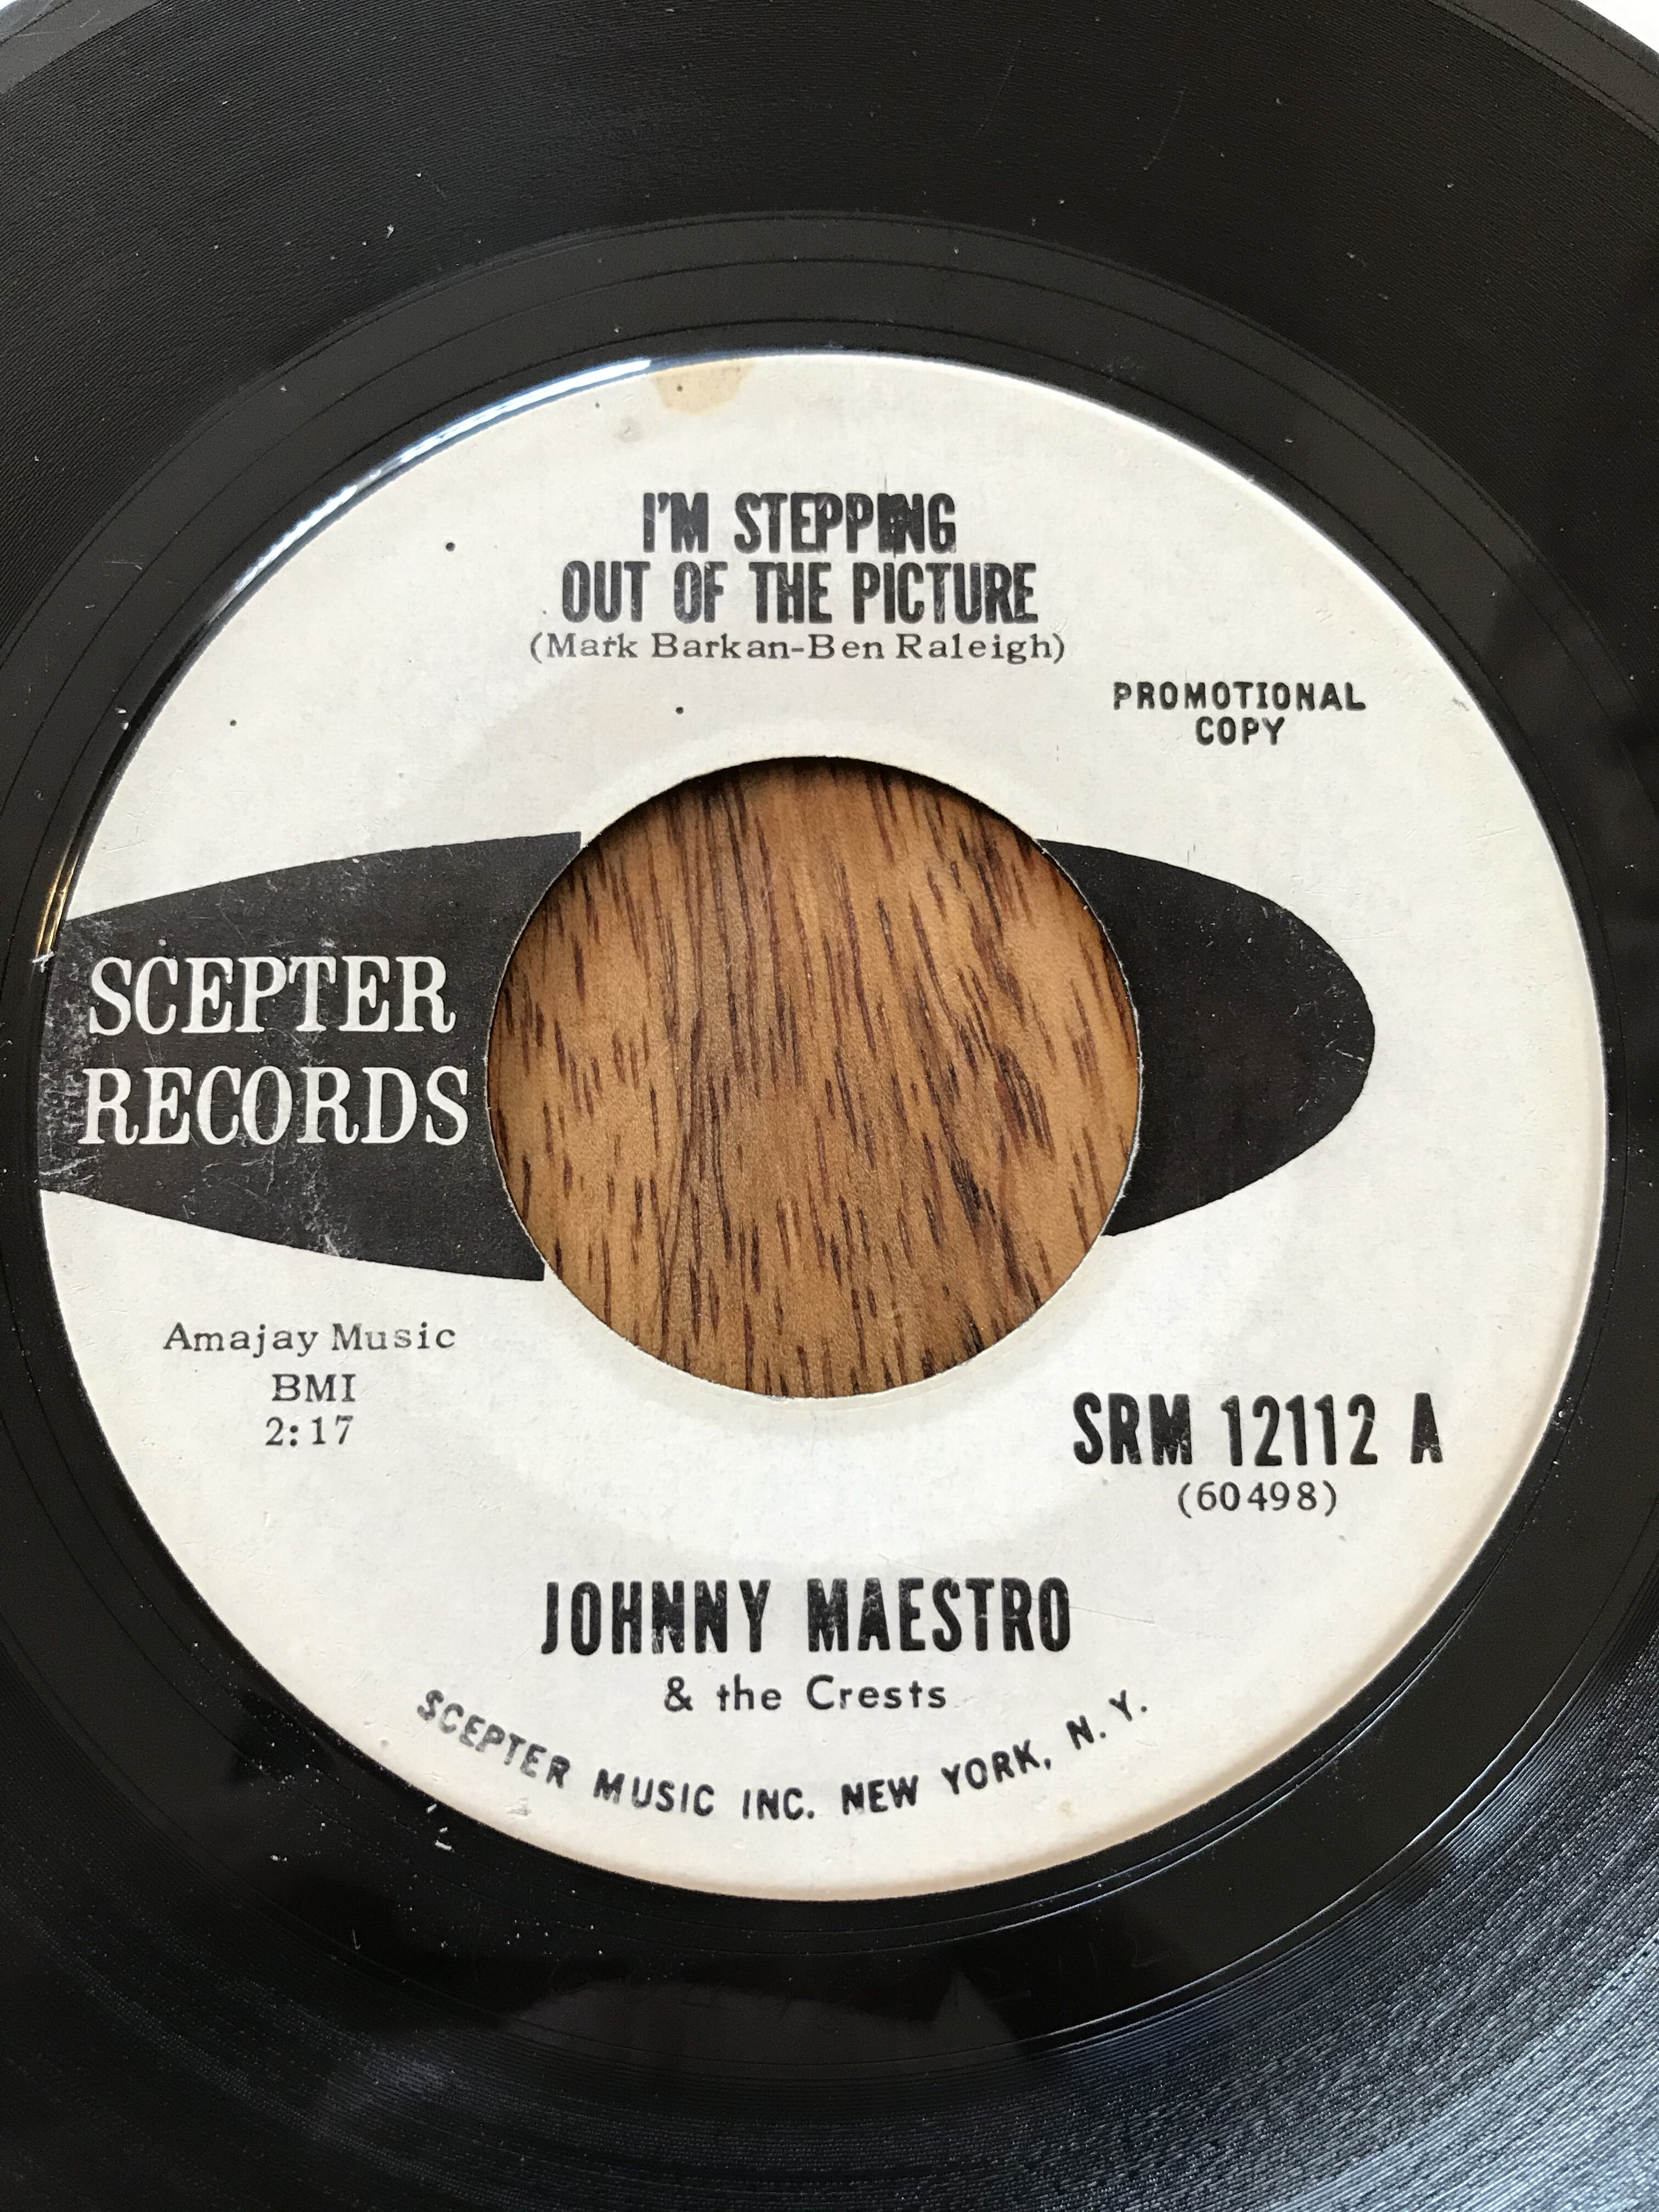 I'M STEPPING
OUT OF THE PICTURE
(Mark Barkan-Ben Raleigh)
PROMOTIONAL
COPY
SCEPTER
RECORDS
Amajay Music
BMI
2:17
SRM 12112 A
(60498)
JOHNNY MAESTRO
& the Crests
SCEPTER MUSIC INC. NEW YORK, N. Y.